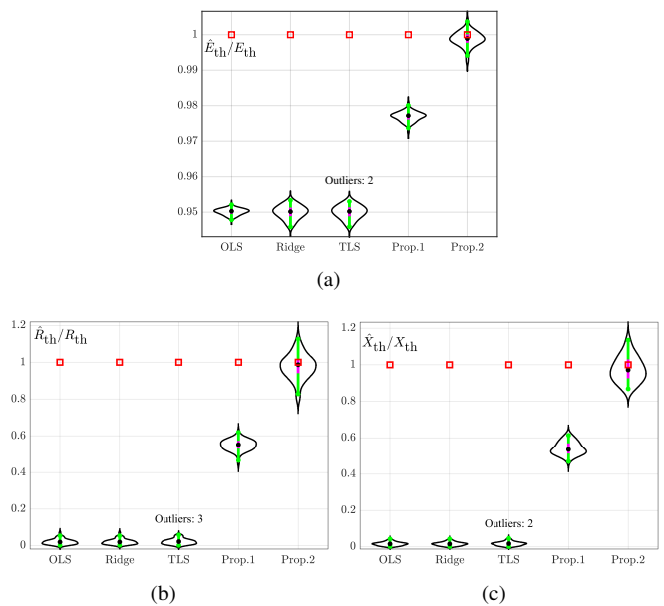 1
Ê_th/E_th
0.99
0.98
0.97
0.96
Outliers: 2
0.95
OLS Ridge TLS Prop.1 Prop.2
(a)
1.2
R̂_th/R_th
1
0.8
0.6
0.4
0.2
Outliers: 3
0
OLS Ridge TLS Prop.1 Prop.2
(b)
1.2
X̂_th/X_th
1
0.8
0.6
0.4
0.2
Outliers: 2
0
OLS Ridge TLS Prop.1 Prop.2
(c)